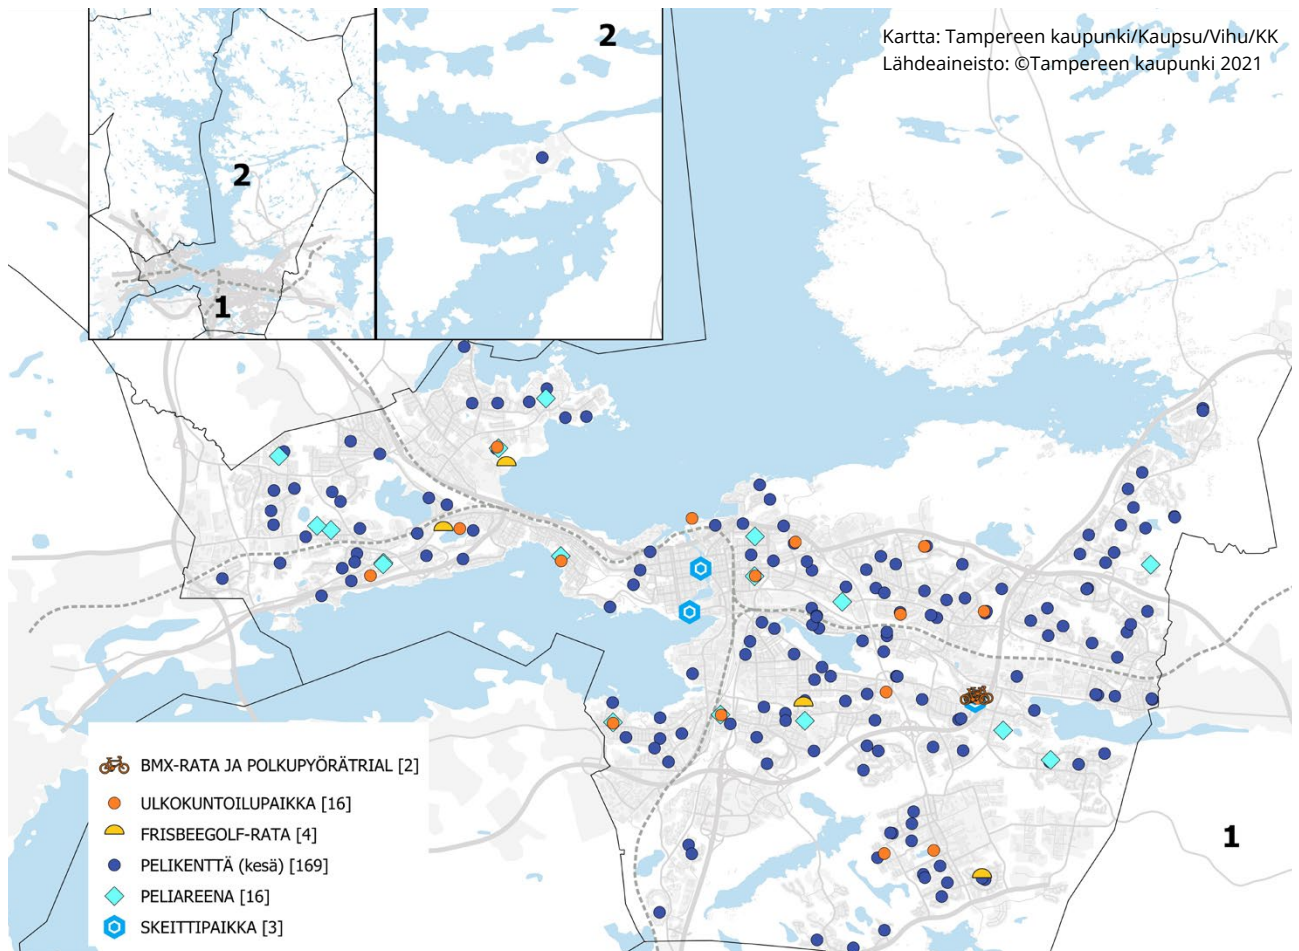 2
Kartta: Tampereen kaupunki/Kaupsu/Vihu/KK
Lähdeaineisto: ©Tampereen kaupunki 2021
2
1
BMX-RATA JA POLKUPYÖRÄTRIAL [2]
ULKOKUNTOILUPAIKKA [16]
FRISBEEGOLF-RATA [4]
PELIKENTTÄ (kesä) [169]
PELIAREENA [16]
SKEITTIPAIKKA [3]
1